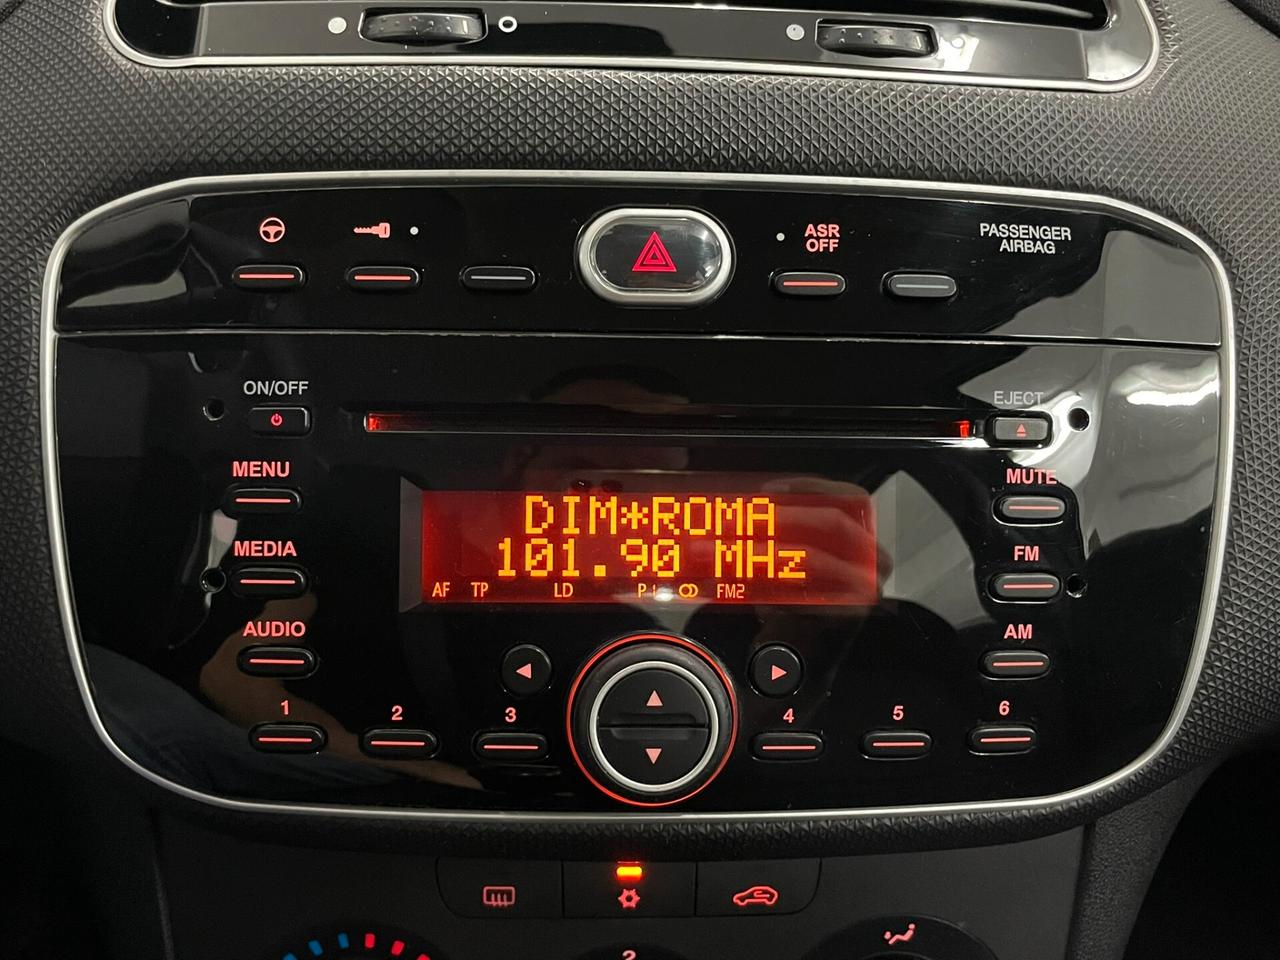 ASR
OFF
PASSENGER
AIRBAG
ON/OFF
EJECT
MENU
MUTE
DIM*ROMA
101.90 MHz
MEDIA
FM
AF TP LD FM2
AUDIO
AM
1 2 3 4 5 6
2